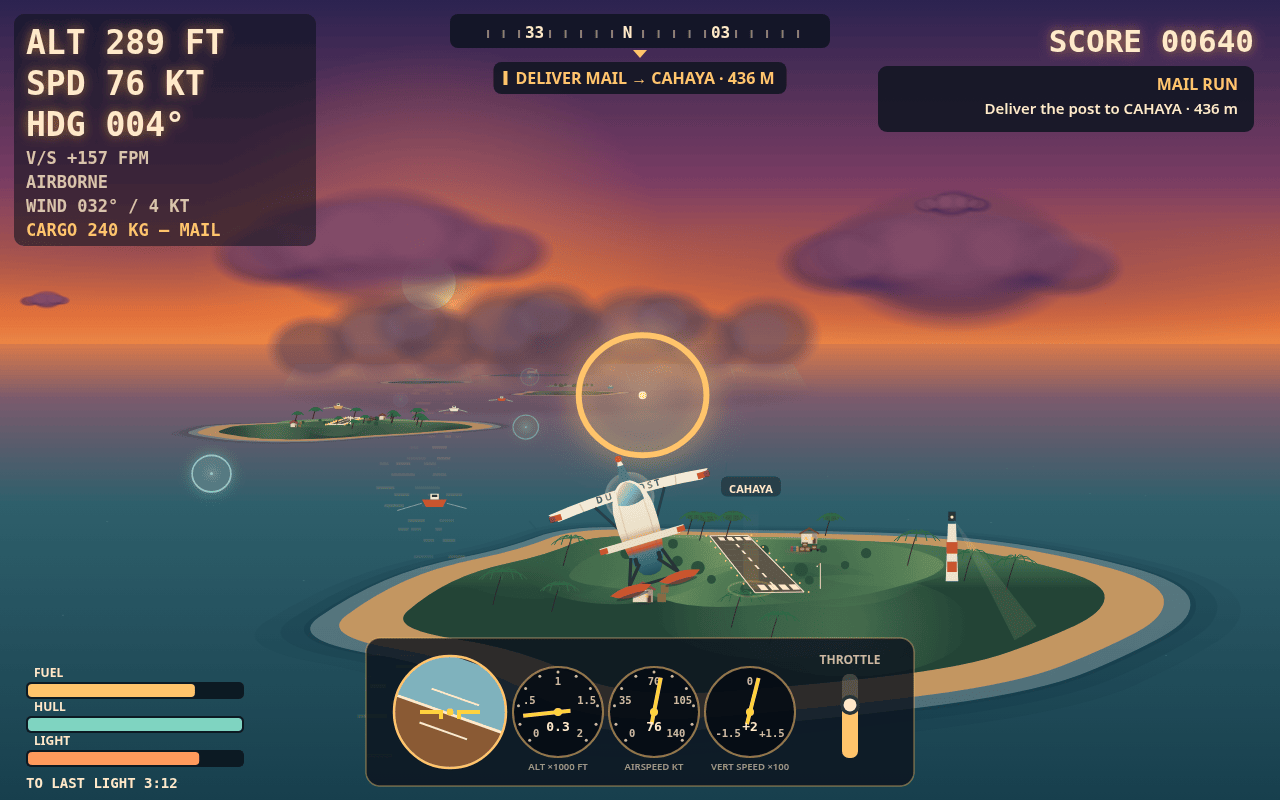 ALT 289 FT
SPD 76 KT
HDG 004°
V/S +157 FPM
AIRBORNE
WIND 032° / 4 KT
CARGO 240 KG — MAIL
33 N 03
DELIVER MAIL → CAHAYA · 436 M
SCORE 00640
MAIL RUN
Deliver the post to CAHAYA · 436 m
CAHAYA
FUEL
HULL
LIGHT
TO LAST LIGHT 3:12
0 .5 1 1.5 2
0.3
ALT ×1000 FT
0 35 70 105 140
76
AIRSPEED KT
-1.5 0 +1.5
+2
VERT SPEED ×100
THROTTLE